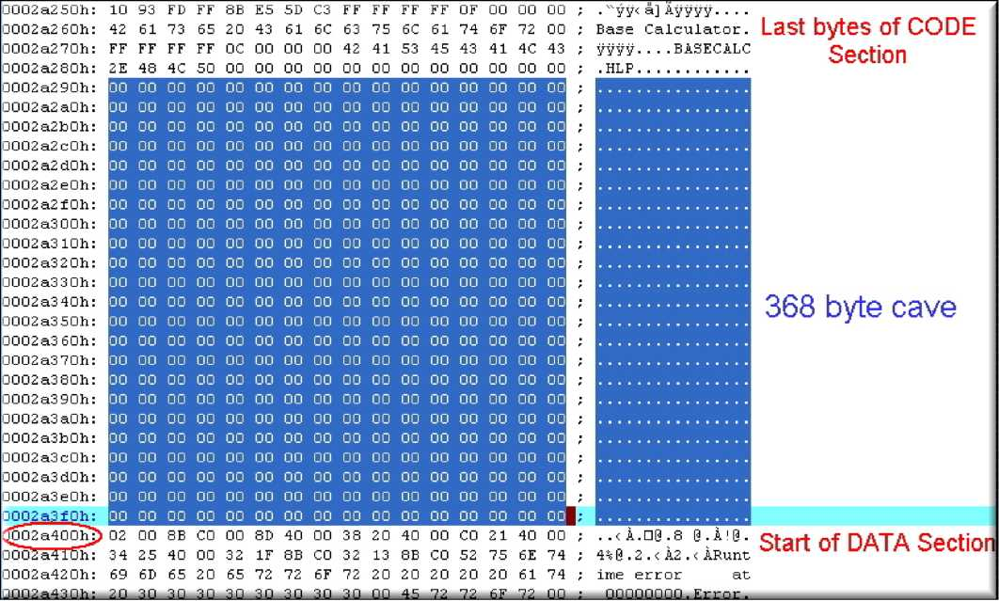 0002a250h: 10 93 FD FF 8B E5 5D C3 FF FF FF FF 0F 00 00 00 ; .“ýÿ‹å]Ãÿÿÿÿ....
0002a260h: 42 61 73 65 20 43 61 6C 63 75 6C 61 74 6F 72 00 ; Base Calculator.
0002a270h: FF FF FF FF 0C 00 00 00 42 41 53 45 43 41 4C 43 ; ÿÿÿÿ....BASECALC
0002a280h: 2E 48 4C 50 00 00 00 00 00 00 00 00 00 00 00 00 ; .HLP............
Last bytes of CODE
Section
0002a290h: 00 00 00 00 00 00 00 00 00 00 00 00 00 00 00 00 ; ................
0002a2a0h: 00 00 00 00 00 00 00 00 00 00 00 00 00 00 00 00 ; ................
0002a2b0h: 00 00 00 00 00 00 00 00 00 00 00 00 00 00 00 00 ; ................
0002a2c0h: 00 00 00 00 00 00 00 00 00 00 00 00 00 00 00 00 ; ................
0002a2d0h: 00 00 00 00 00 00 00 00 00 00 00 00 00 00 00 00 ; ................
0002a2e0h: 00 00 00 00 00 00 00 00 00 00 00 00 00 00 00 00 ; ................
0002a2f0h: 00 00 00 00 00 00 00 00 00 00 00 00 00 00 00 00 ; ................
0002a300h: 00 00 00 00 00 00 00 00 00 00 00 00 00 00 00 00 ; ................
0002a310h: 00 00 00 00 00 00 00 00 00 00 00 00 00 00 00 00 ; ................
0002a320h: 00 00 00 00 00 00 00 00 00 00 00 00 00 00 00 00 ; ................
0002a330h: 00 00 00 00 00 00 00 00 00 00 00 00 00 00 00 00 ; ................
0002a340h: 00 00 00 00 00 00 00 00 00 00 00 00 00 00 00 00 ; ................
368 byte cave
0002a350h: 00 00 00 00 00 00 00 00 00 00 00 00 00 00 00 00 ; ................
0002a360h: 00 00 00 00 00 00 00 00 00 00 00 00 00 00 00 00 ; ................
0002a370h: 00 00 00 00 00 00 00 00 00 00 00 00 00 00 00 00 ; ................
0002a380h: 00 00 00 00 00 00 00 00 00 00 00 00 00 00 00 00 ; ................
0002a390h: 00 00 00 00 00 00 00 00 00 00 00 00 00 00 00 00 ; ................
0002a3a0h: 00 00 00 00 00 00 00 00 00 00 00 00 00 00 00 00 ; ................
0002a3b0h: 00 00 00 00 00 00 00 00 00 00 00 00 00 00 00 00 ; ................
0002a3c0h: 00 00 00 00 00 00 00 00 00 00 00 00 00 00 00 00 ; ................
0002a3d0h: 00 00 00 00 00 00 00 00 00 00 00 00 00 00 00 00 ; ................
0002a3e0h: 00 00 00 00 00 00 00 00 00 00 00 00 00 00 00 00 ; ................
0002a3f0h: 00 00 00 00 00 00 00 00 00 00 00 00 00 00 00 00 ; ................
0002a400h: 02 00 8B C0 00 8D 40 00 38 20 40 00 C0 21 40 00 ; ..‹À.□@.8 @.À!@.
Start of DATA Section
0002a410h: 34 25 40 00 32 1F 8B C0 32 13 8B C0 52 75 6E 74 ; 4%@.2.‹À2.‹ÀRunt
0002a420h: 69 6D 65 20 65 72 72 6F 72 20 20 20 20 20 61 74 ; ime error     at
0002a430h: 20 30 30 30 30 30 30 30 30 00 45 72 72 6F 72 00 ;  00000000.Error.